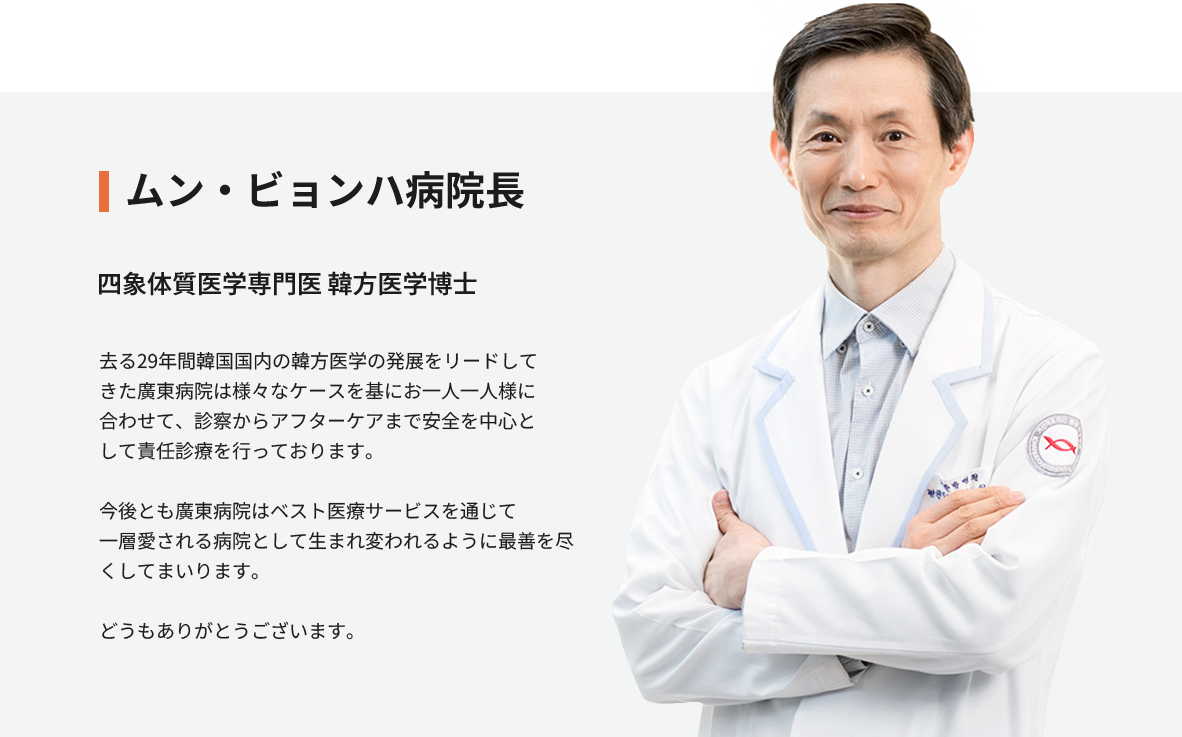 ムン・ビョンハ病院長
四象体質医学専門医 韓方医学博士
去る29年間韓国国内の韓方医学の発展をリードして
きた廣東病院は様々なケースを基にお一人一人様に
合わせて、診察からアフターケアまで安全を中心と
して責任診療を行っております。
今後とも廣東病院はベスト医療サービスを通じて
一層愛される病院として生まれ変われるように最善を尽
くしてまいります。
どうもありがとうございます。